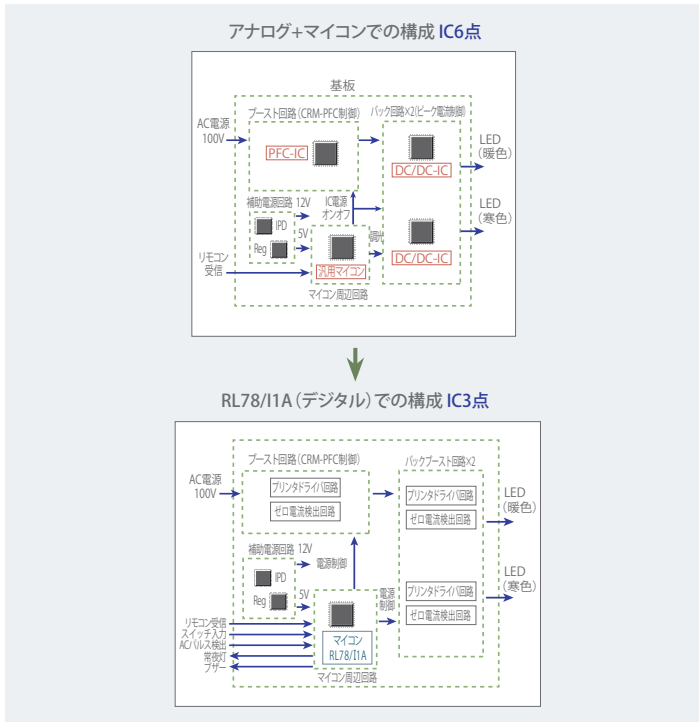 アナログ+マイコンでの構成 IC6点
基板
ブースト回路(CRM-PFC制御)
バック回路×2(ピーク電流制御)
AC電源
100V
PFC-IC
DC/DC-IC
LED
(暖色)
補助電源回路
12V
IC電源
オンオフ
IPD
5V
Reg
調光
DC/DC-IC
LED
(寒色)
リモコン
受信
汎用マイコン
マイコン周辺回路
RL78/I1A(デジタル)での構成 IC3点
ブースト回路(CRM-PFC制御)
バックブースト回路×2
AC電源
100V
プリンタドライバ回路
ゼロ電流検出回路
プリンタドライバ回路
ゼロ電流検出回路
LED
(暖色)
補助電源回路
12V
電源制御
IPD
5V
Reg
電源
制御
プリンタドライバ回路
ゼロ電流検出回路
LED
(寒色)
リモコン受信
スイッチ入力
AC/パルス検出
常夜灯
ブザー
マイコン
RL78/I1A
マイコン周辺回路